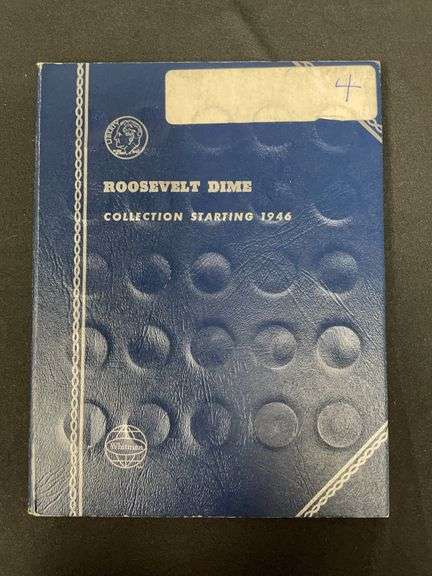 4
LIBERTY
ROOSEVELT DIME
COLLECTION STARTING 1946
Whitman